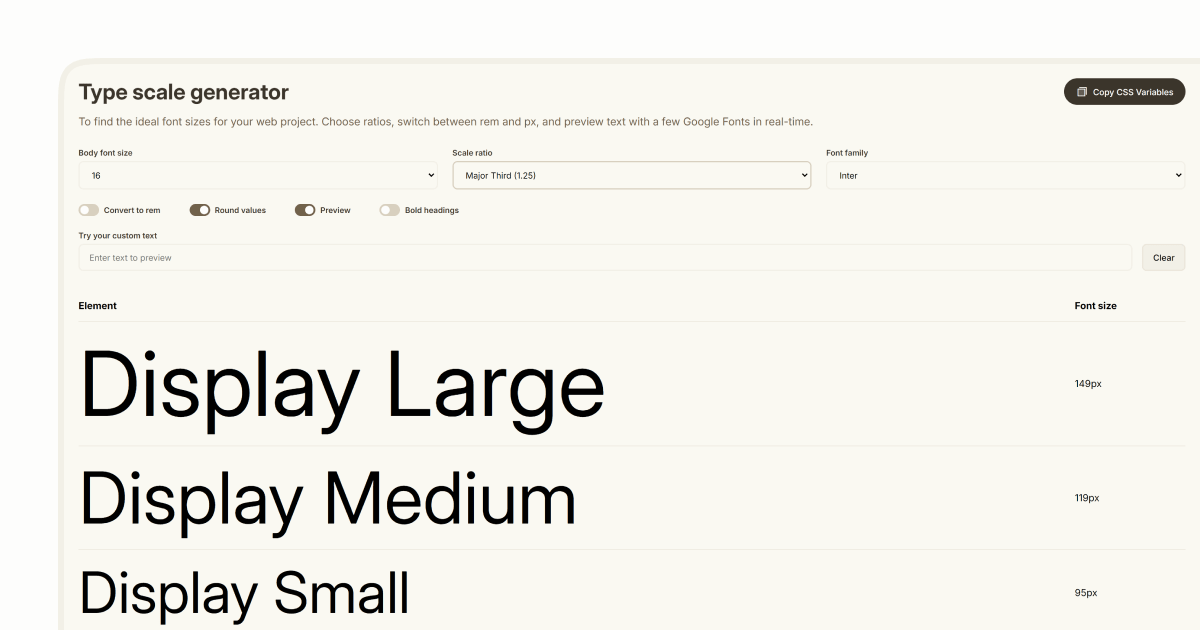 Type scale generator
Copy CSS Variables
To find the ideal font sizes for your web project. Choose ratios, switch between rem and px, and preview text with a few Google Fonts in real-time.
Body font size
Scale ratio
Font family
16
Major Third (1.25)
Inter
Convert to rem
Round values
Preview
Bold headings
Try your custom text
Enter text to preview
Clear
Element
Font size
Display Large
149px
Display Medium
119px
Display Small
95px